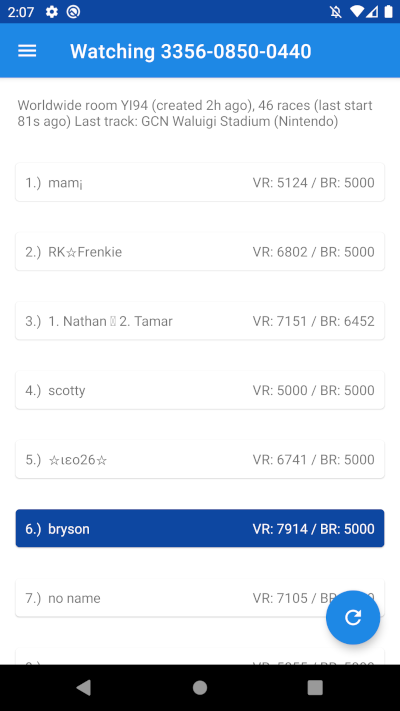 2:07
Watching 3356-0850-0440
Worldwide room YI94 (created 2h ago), 46 races (last start
81s ago) Last track: GCN Waluigi Stadium (Nintendo)
1.) mam¡ VR: 5124 / BR: 5000
2.) RK☆Frenkie VR: 6802 / BR: 5000
3.) 1. Nathan 2. Tamar VR: 7151 / BR: 6452
4.) scotty VR: 5000 / BR: 5000
5.) ☆ιεο26☆ VR: 6741 / BR: 5000
6.) bryson VR: 7914 / BR: 5000
7.) no name VR: 7105 / BR